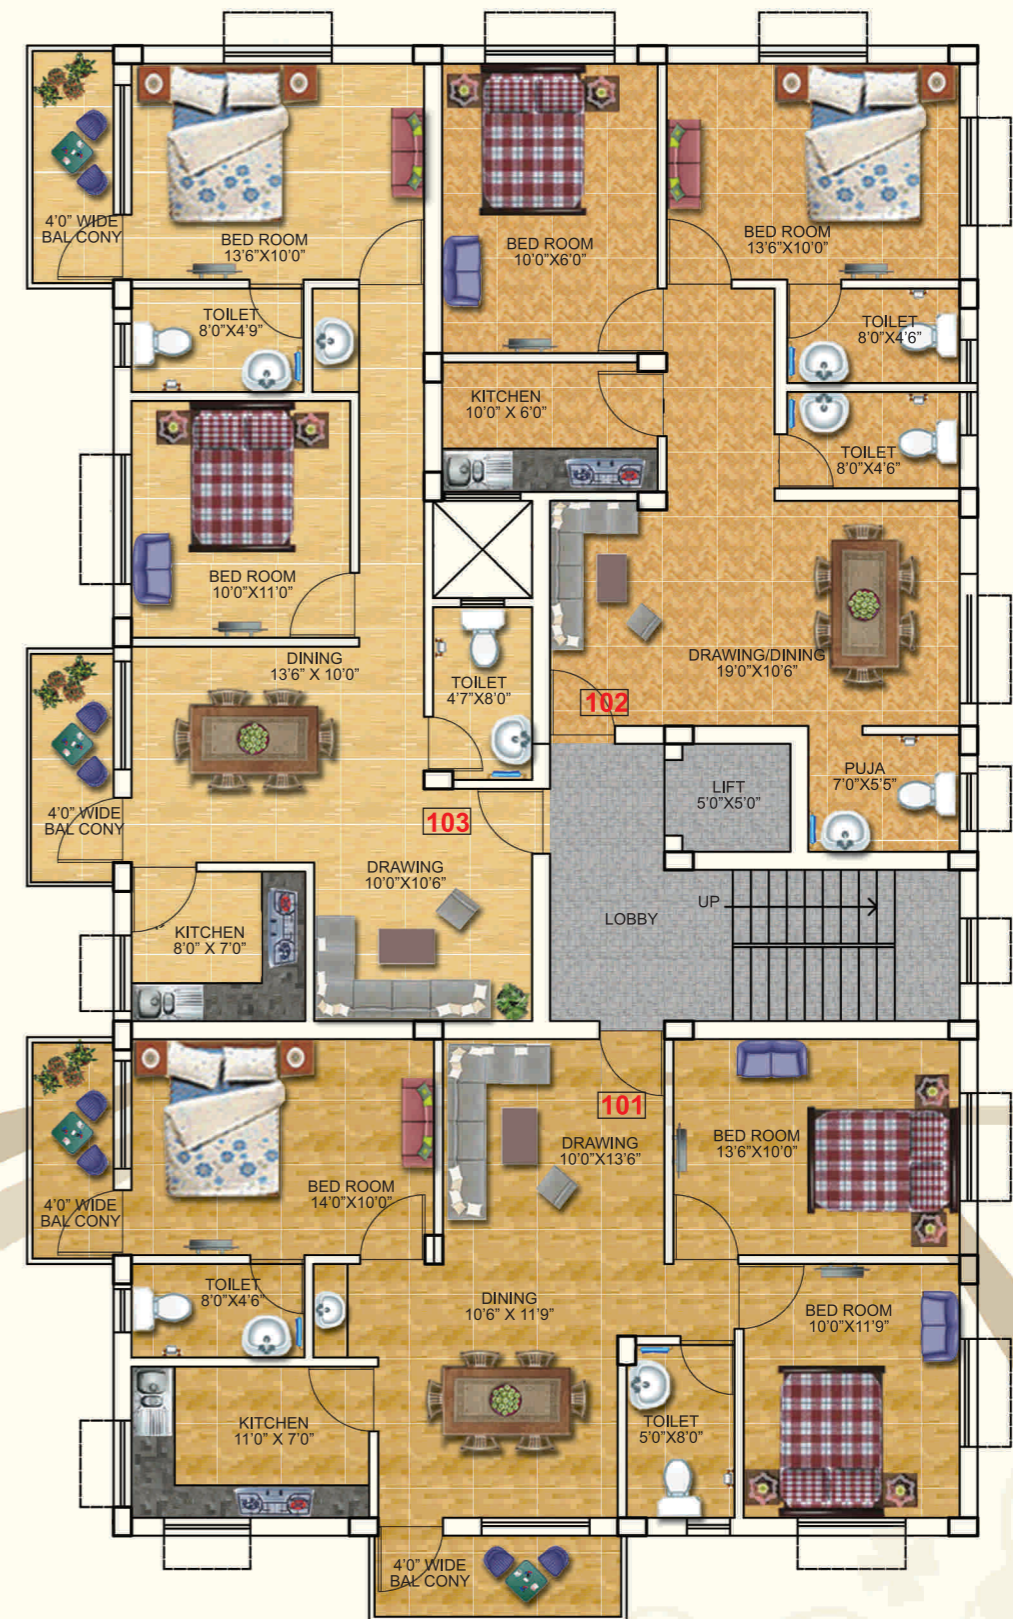 4'0" WIDE
BAL CONY
BED ROOM
13'6"X10'0"
BED ROOM
10'0"X6'0"
BED ROOM
13'6"X10'0"
TOILET
8'0"X4'9"
TOILET
8'0"X4'6"
KITCHEN
10'0" X 6'0"
TOILET
8'0"X4'6"
BED ROOM
10'0"X11'0"
DINING
13'6" X 10'0"
TOILET
4'7"X8'0"
DRAWING/DINING
19'0"X10'6"
102
4'0" WIDE
BAL CONY
103
LIFT
5'0"X5'0"
PUJA
7'0"X5'5"
DRAWING
10'0"X10'6"
KITCHEN
8'0" X 7'0"
LOBBY
UP
101
DRAWING
10'0"X13'6"
BED ROOM
13'6"X10'0"
4'0" WIDE
BAL CONY
BED ROOM
14'0"X10'0"
TOILET
8'0"X4'6"
DINING
10'6" X 11'9"
BED ROOM
10'0"X11'9"
KITCHEN
11'0" X 7'0"
TOILET
5'0"X8'0"
4'0" WIDE
BAL CONY